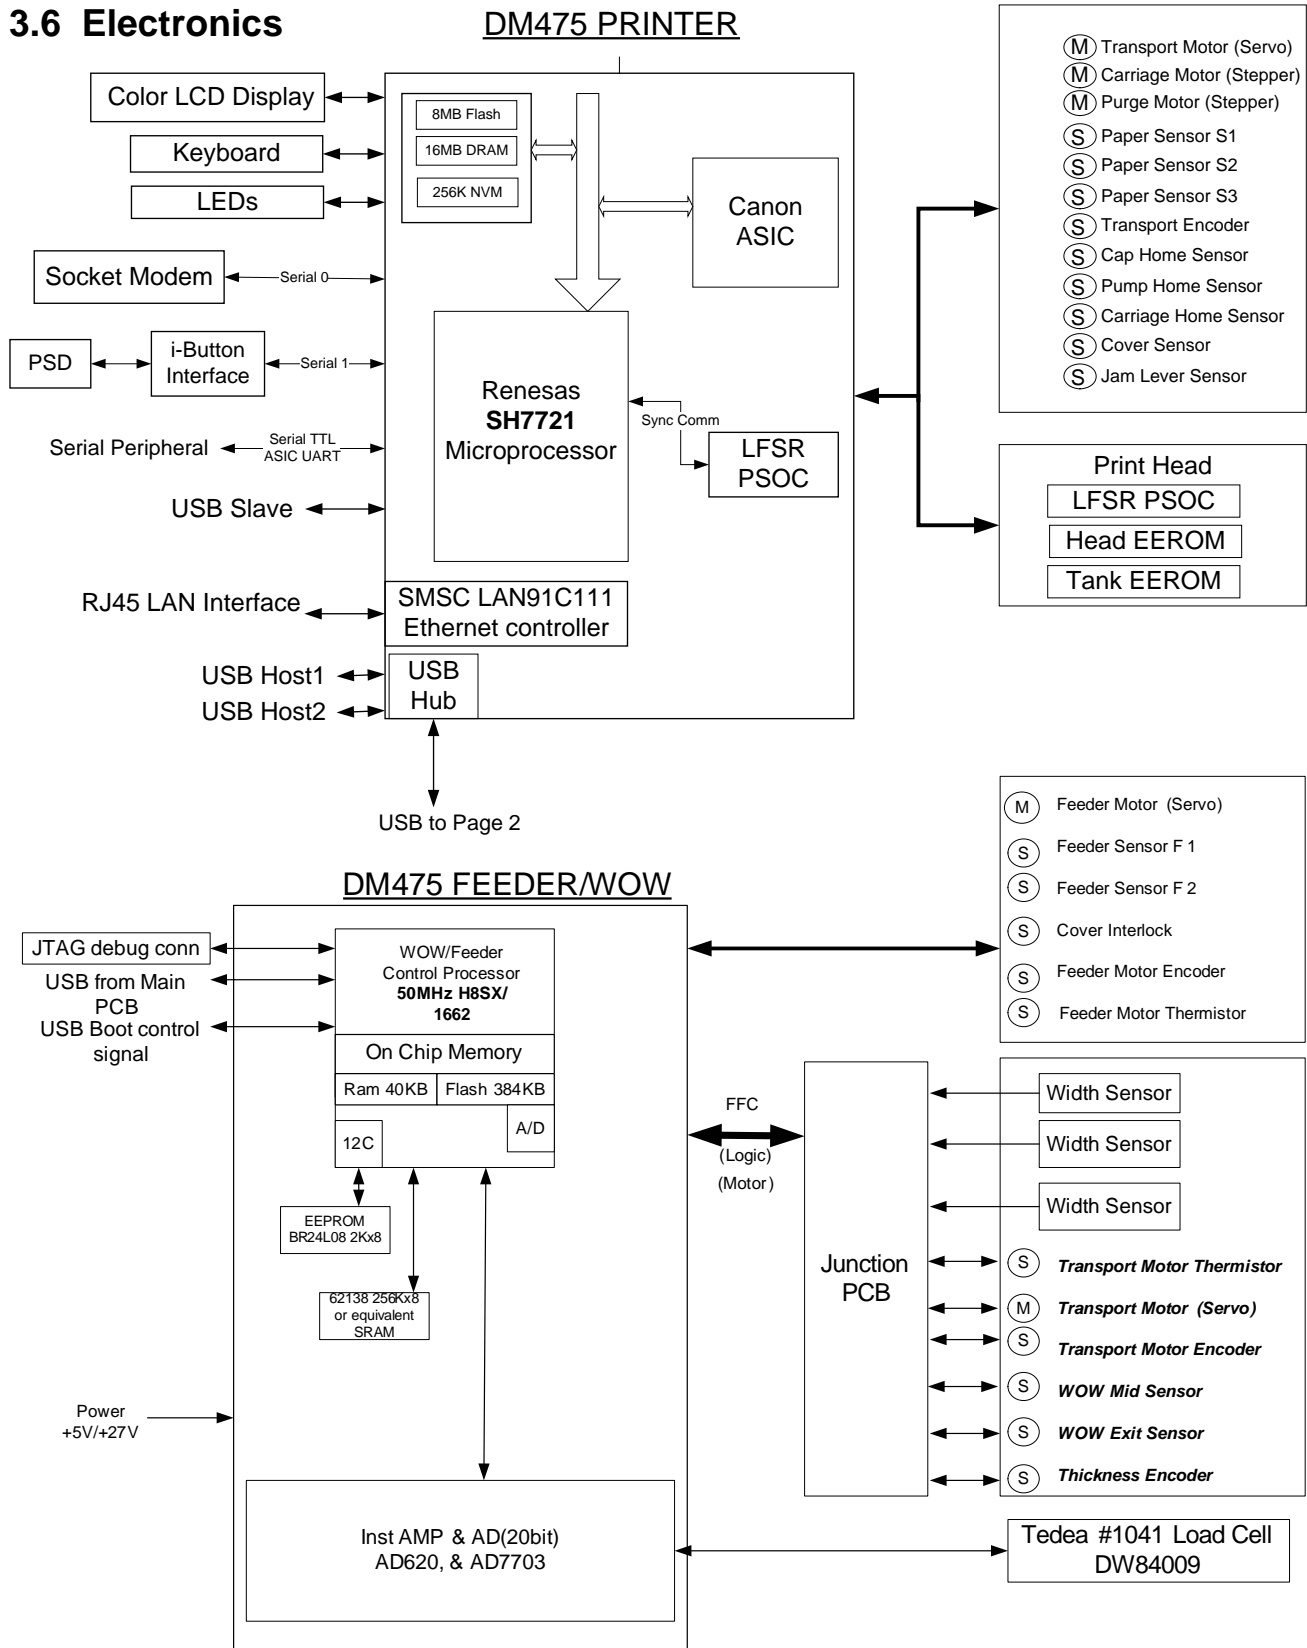 3.6 Electronics
DM475 PRINTER
Color LCD Display
Keyboard
LEDs
Socket Modem
Serial 0
PSD
i-Button
Interface
Serial 1
Serial Peripheral
Serial TTL
ASIC UART
USB Slave
RJ45 LAN Interface
USB Host1
USB Host2
8MB Flash
16MB DRAM
256K NVM
Canon
ASIC
Renesas
SH7721
Microprocessor
Sync Comm
LFSR
PSOC
SMSC LAN91C111
Ethernet controller
USB
Hub
USB to Page 2
M Transport Motor (Servo)
M Carriage Motor (Stepper)
M Purge Motor (Stepper)
S Paper Sensor S1
S Paper Sensor S2
S Paper Sensor S3
S Transport Encoder
S Cap Home Sensor
S Pump Home Sensor
S Carriage Home Sensor
S Cover Sensor
S Jam Lever Sensor
Print Head
LFSR PSOC
Head EEROM
Tank EEROM
DM475 FEEDER/WOW
JTAG debug conn
USB from Main
PCB
USB Boot control
signal
WOW/Feeder
Control Processor
50MHz H8SX/
1662
On Chip Memory
Ram 40KB
Flash 384KB
12C
A/D
EEPROM
BR24L08 2Kx8
62138 256Kx8
or equivalent
SRAM
Power
+5V/+27V
Inst AMP & AD(20bit)
AD620, & AD7703
M Feeder Motor (Servo)
S Feeder Sensor F 1
S Feeder Sensor F 2
S Cover Interlock
S Feeder Motor Encoder
S Feeder Motor Thermistor
FFC
(Logic)
(Motor)
Junction
PCB
Width Sensor
Width Sensor
Width Sensor
S Transport Motor Thermistor
M Transport Motor (Servo)
S Transport Motor Encoder
S WOW Mid Sensor
S WOW Exit Sensor
S Thickness Encoder
Tedea #1041 Load Cell
DW84009